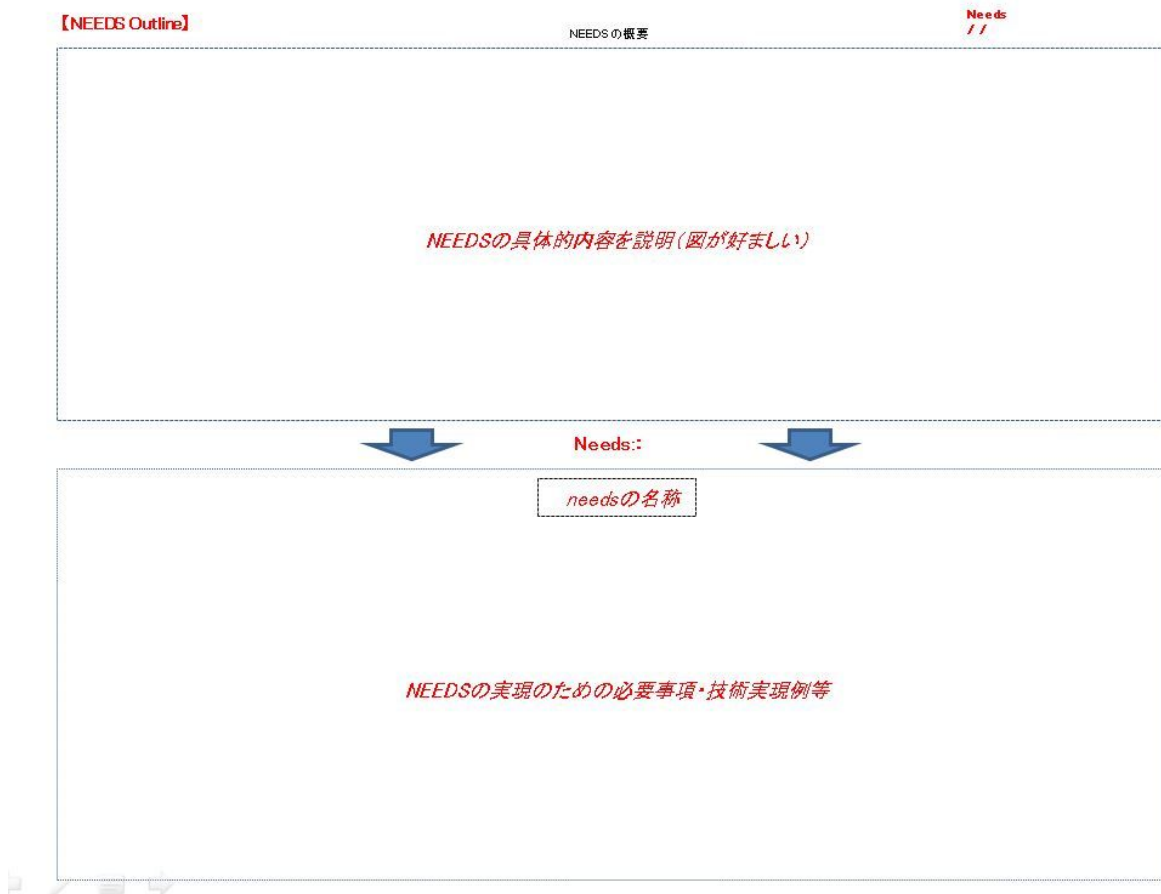 【NEEDS Outline】
NEEDSの概要
Needs
//
NEEDSの具体的内容を説明(図が好ましい)
Needs::
needsの名称
NEEDSの実現のための必要事項・技術実現例等